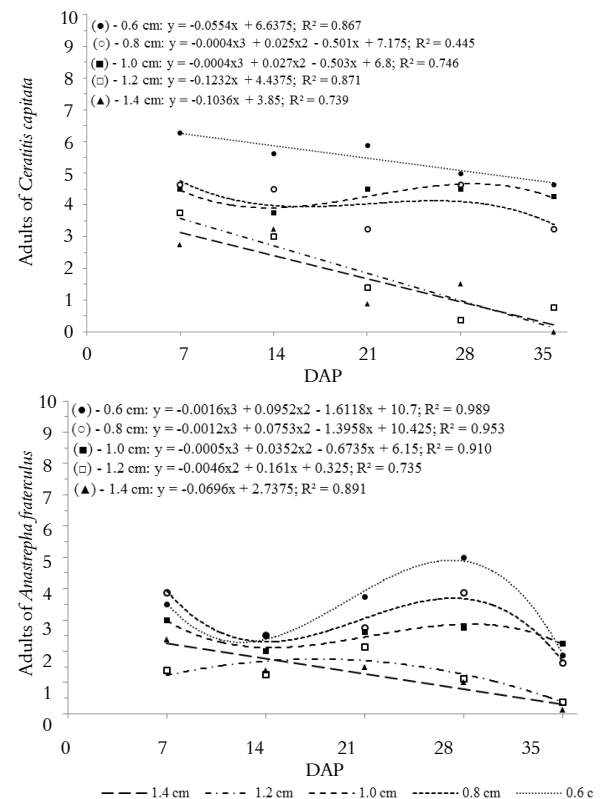 10
9
8
7
6
5
4
3
2
1
0
Adults of Ceratitis capitata
(●) - 0.6 cm: y = -0.0554x + 6.6375; R² = 0.867
(○) - 0.8 cm: y = -0.0004x3 + 0.025x2 - 0.501x + 7.175; R² = 0.445
(■) - 1.0 cm: y = -0.0004x3 + 0.027x2 - 0.503x + 6.8; R² = 0.746
(□) - 1.2 cm: y = -0.1232x + 4.4375; R² = 0.871
(▲) - 1.4 cm: y = -0.1036x + 3.85; R² = 0.739
0 7 14 21 28 35
DAP
10
9
8
7
6
5
4
3
2
1
0
Adults of Anastrepha fraterculus
(●) - 0.6 cm: y = -0.0016x3 + 0.0952x2 - 1.6118x + 10.7; R² = 0.989
(○) - 0.8 cm: y = -0.0012x3 + 0.0753x2 - 1.3958x + 10.425; R² = 0.953
(■) - 1.0 cm: y = -0.0005x3 + 0.0352x2 - 0.6735x + 6.15; R² = 0.910
(□) - 1.2 cm: y = -0.0046x2 + 0.161x + 0.325; R² = 0.735
(▲) - 1.4 cm: y = -0.0696x + 2.7375; R² = 0.891
0 7 14 21 28 35
DAP
1.4 cm 1.2 cm 1.0 cm 0.8 cm 0.6 c